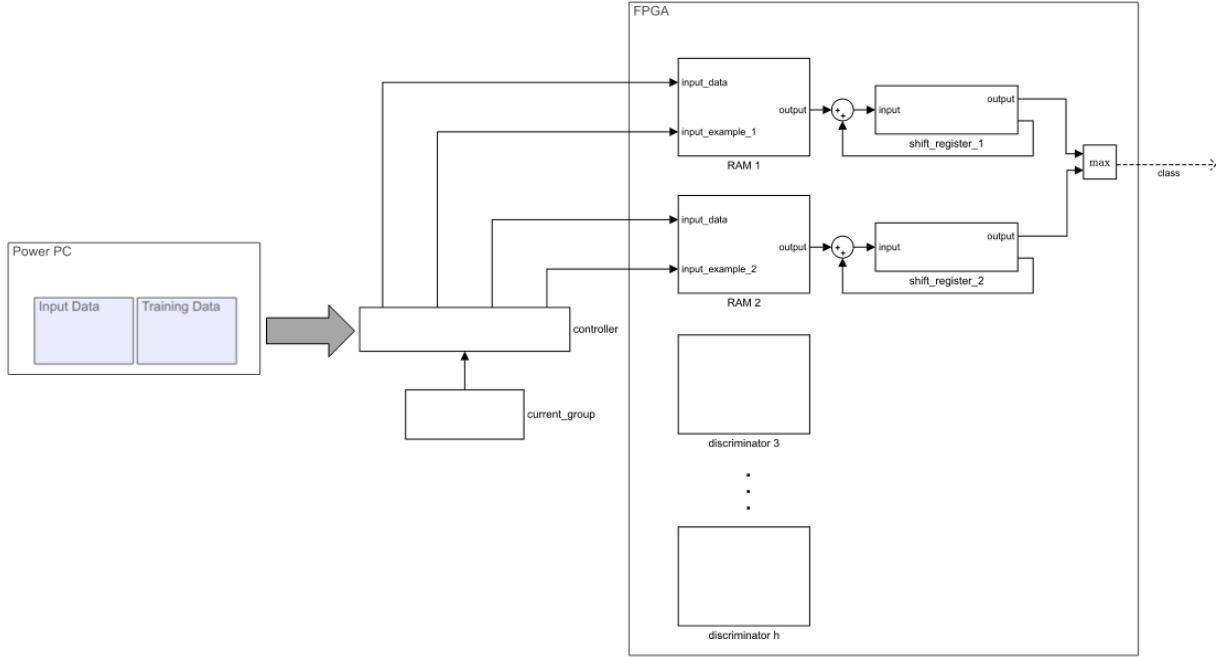 FPGA
input_data
output
input_example_1
RAM 1
+
+
input
output
shift_register_1
max
class
input_data
output
input_example_2
RAM 2
+
+
input
output
shift_register_2
Power PC
Input Data
Training Data
controller
current_group
discriminator 3
discriminator h